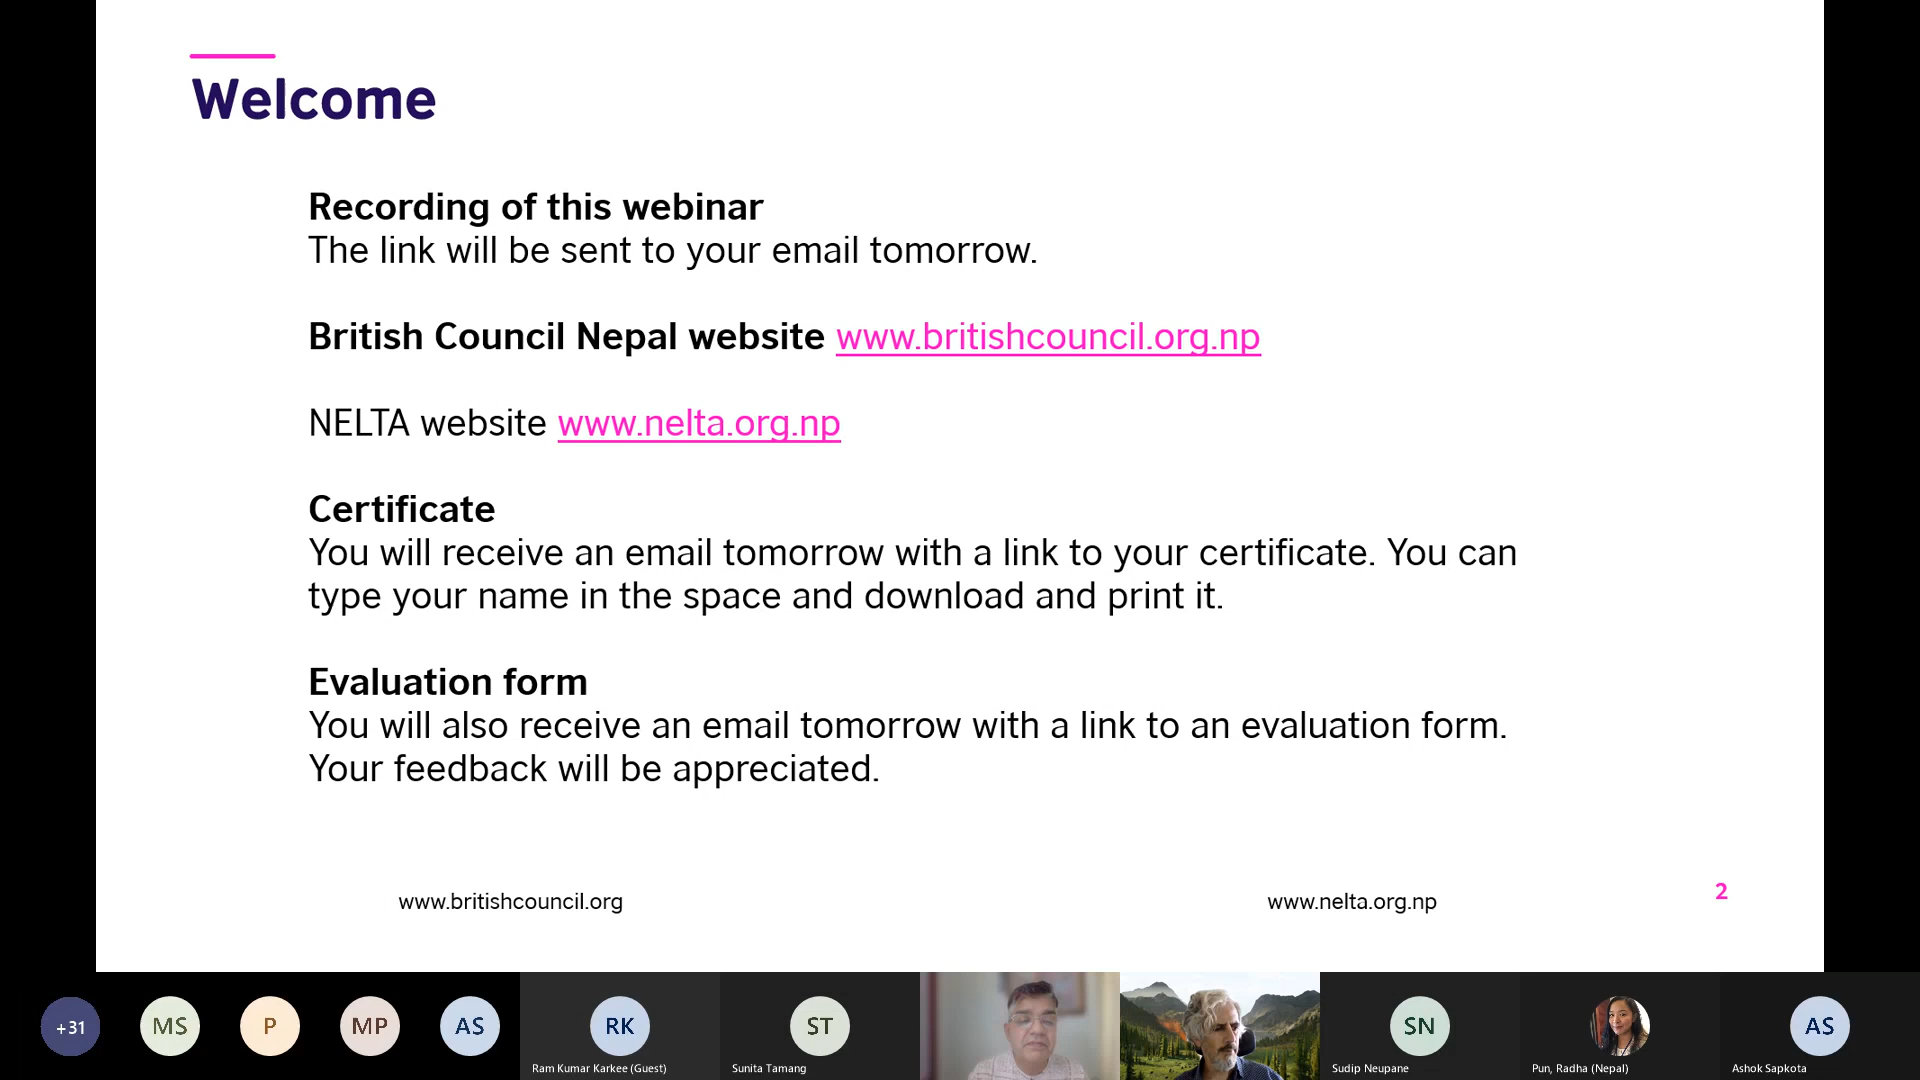 Welcome
Recording of this webinar
The link will be sent to your email tomorrow.
British Council Nepal website www.britishcouncil.org.np
NELTA website www.nelta.org.np
Certificate
You will receive an email tomorrow with a link to your certificate. You can
type your name in the space and download and print it.
Evaluation form
You will also receive an email tomorrow with a link to an evaluation form.
Your feedback will be appreciated.
www.britishcouncil.org
www.nelta.org.np
2
+31
MS
P
MP
AS
RK
Ram Kumar Karkee (Guest)
ST
Sunita Tamang
SN
Sudip Neupane
Pun, Radha (Nepal)
AS
Ashok Sapkota